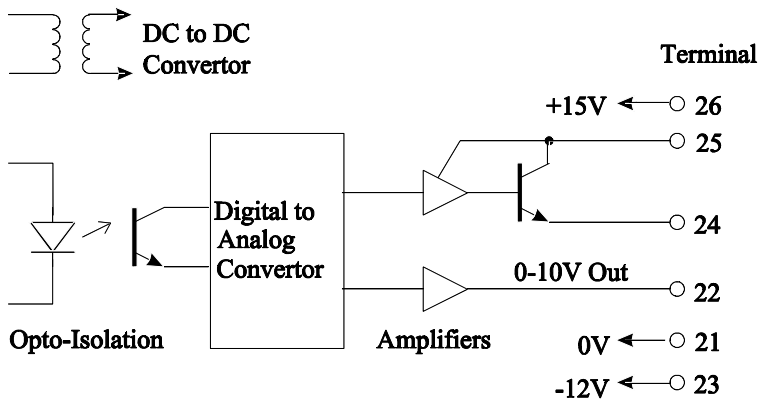 DC to DC
Convertor
Terminal
+15V
26
25
Digital to
Analog
Convertor
24
0-10V Out
22
Opto-Isolation
Amplifiers
0V
21
-12V
23